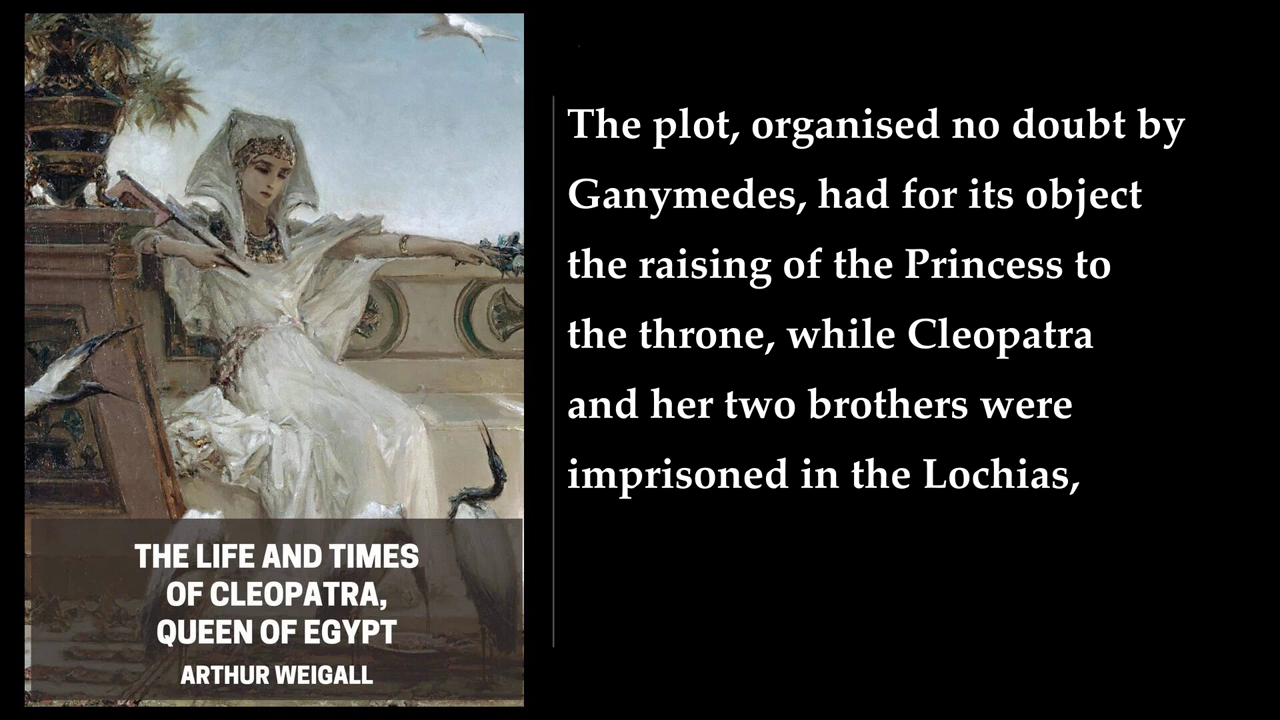 The plot, organised no doubt by
Ganymedes, had for its object
the raising of the Princess to
the throne, while Cleopatra
and her two brothers were
imprisoned in the Lochias,
THE LIFE AND TIMES
OF CLEOPATRA,
QUEEN OF EGYPT
ARTHUR WEIGALL